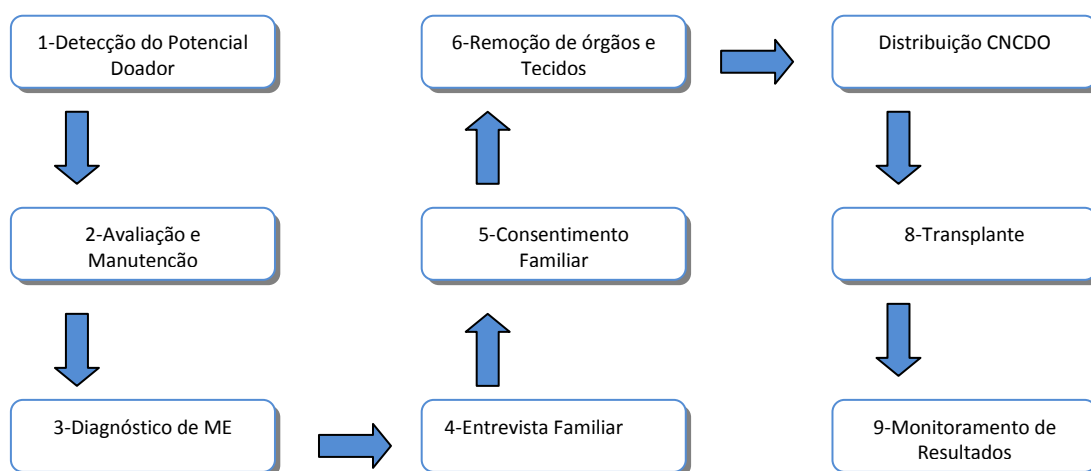 1-Detecção do Potencial
Doador
2-Avaliação e
Manutencão
3-Diagnóstico de ME
4-Entrevista Familiar
5-Consentimento
Familiar
6-Remoção de órgãos e
Tecidos
Distribuição CNCDO
8-Transplante
9-Monitoramento de
Resultados